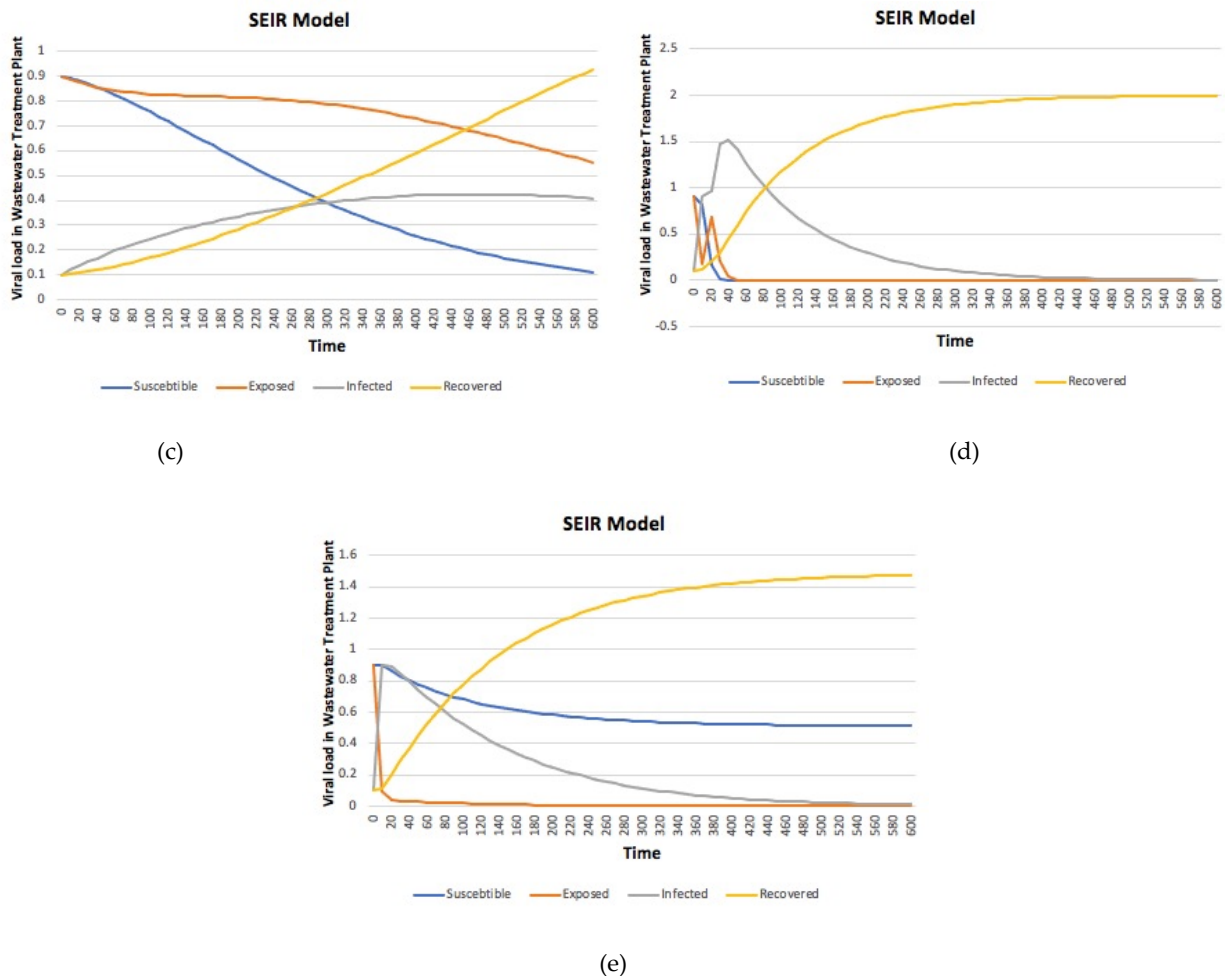 SEIR Model
Viral load in Wastewater Treatment Plant
1
0.9
0.8
0.7
0.6
0.5
0.4
0.3
0.2
0.1
0
0 20 40 60 80 100 120 140 160 180 200 220 240 260 280 300 320 340 360 380 400 420 440 460 480 500 520 540 560 580 600
Time
Suscebtible Exposed Infected Recovered
(c)
SEIR Model
Viral load in Wastewater Treatment Plant
2.5
2
1.5
1
0.5
0
-0.5
0 20 40 60 80 100 120 140 160 180 200 220 240 260 280 300 320 340 360 380 400 420 440 460 480 500 520 540 560 580 600
Time
Suscebtible Exposed Infected Recovered
(d)
SEIR Model
Viral load in Wastewater Treatment Plant
1.6
1.4
1.2
1
0.8
0.6
0.4
0.2
0
0 20 40 60 80 100 120 140 160 180 200 220 240 260 280 300 320 340 360 380 400 420 440 460 480 500 520 540 560 580 600
Time
Suscebtible Exposed Infected Recovered
(e)